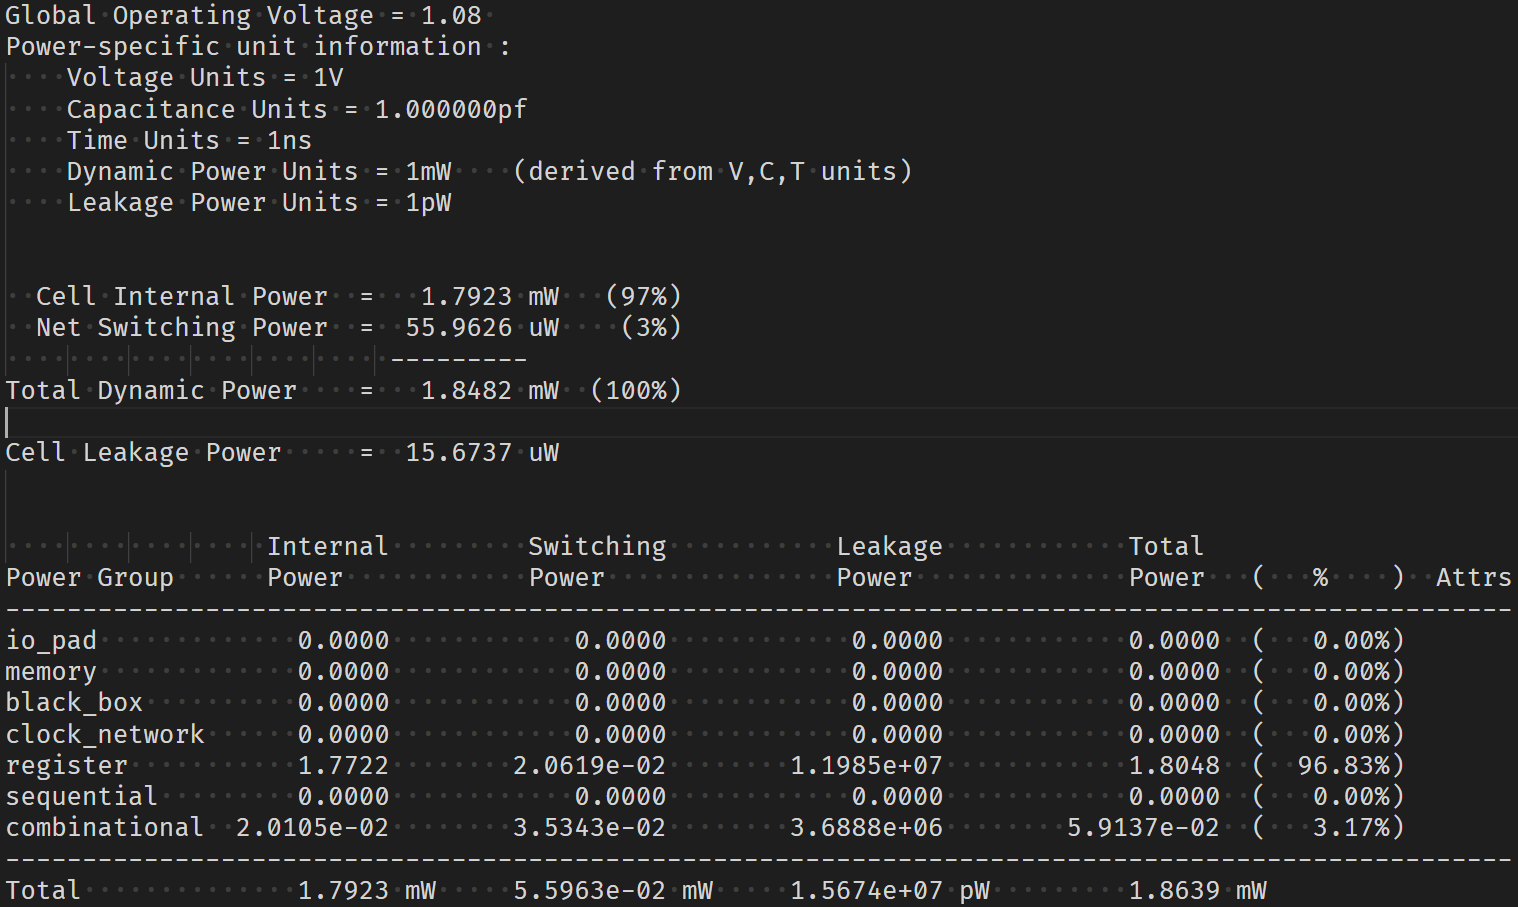 Global Operating Voltage = 1.08
Power-specific unit information :
    Voltage Units = 1V
    Capacitance Units = 1.000000pf
    Time Units = 1ns
    Dynamic Power Units = 1mW    (derived from V,C,T units)
    Leakage Power Units = 1pW
  Cell Internal Power  =   1.7923 mW   (97%)
  Net Switching Power  =  55.9626 uW    (3%)
                         ---------
Total Dynamic Power    =   1.8482 mW  (100%)
Cell Leakage Power     =  15.6737 uW
                 Internal         Switching           Leakage            Total
Power Group      Power            Power               Power              Power   (   %    )  Attrs
--------------------------------------------------------------------------------------------------
io_pad             0.0000            0.0000            0.0000            0.0000  (   0.00%)
memory             0.0000            0.0000            0.0000            0.0000  (   0.00%)
black_box          0.0000            0.0000            0.0000            0.0000  (   0.00%)
clock_network      0.0000            0.0000            0.0000            0.0000  (   0.00%)
register           1.7722        2.0619e-02        1.1985e+07            1.8048  (  96.83%)
sequential         0.0000            0.0000            0.0000            0.0000  (   0.00%)
combinational  2.0105e-02        3.5343e-02        3.6888e+06        5.9137e-02  (   3.17%)
--------------------------------------------------------------------------------------------------
Total              1.7923 mW     5.5963e-02 mW     1.5674e+07 pW         1.8639 mW